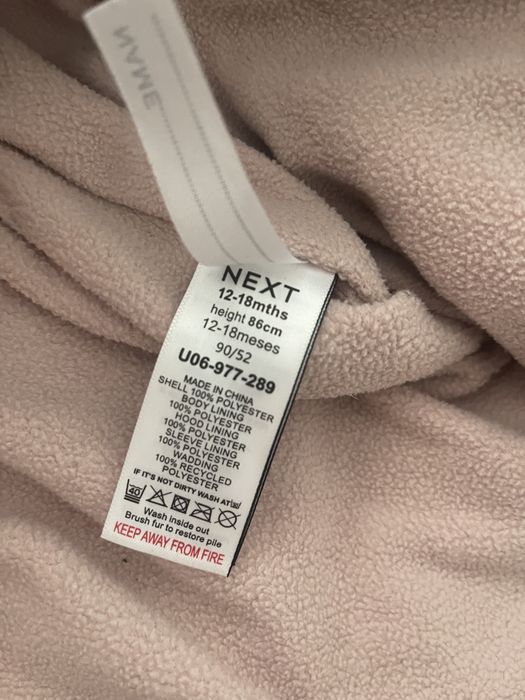 NAME
NEXT
12-18mths
height 86cm
12-18meses
90/52
U06-977-289
MADE IN CHINA
SHELL 100% POLYESTER
BODY LINING
100% POLYESTER
HOOD LINING
100% POLYESTER
SLEEVE LINING
100% POLYESTER
WADDING
100% RECYCLED
POLYESTER
IF IT'S NOT DIRTY WASH AT
40
Wash inside out
Brush fur to restore pile
KEEP AWAY FROM FIRE